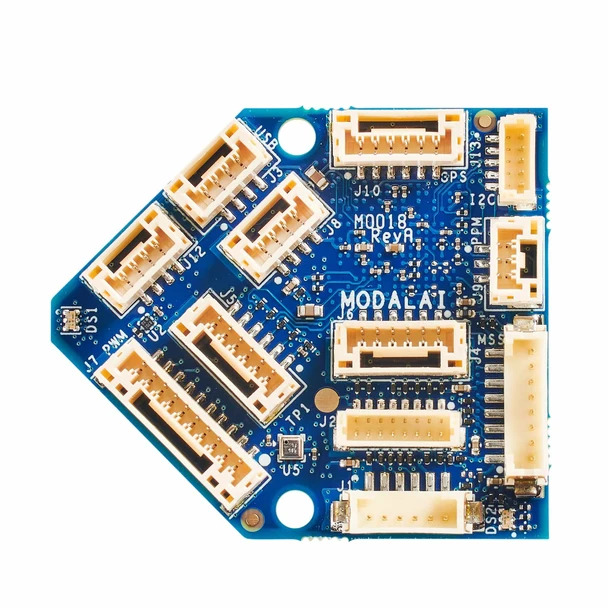 USB
J3
J10
GPS
J13
I2C
J8
M0018
RevA
PPM
J12
J9
J5
MODALAI
J6
DS1
U2
J7 PWM
MSS
J4
TP1
J2
U5
J1
DS2